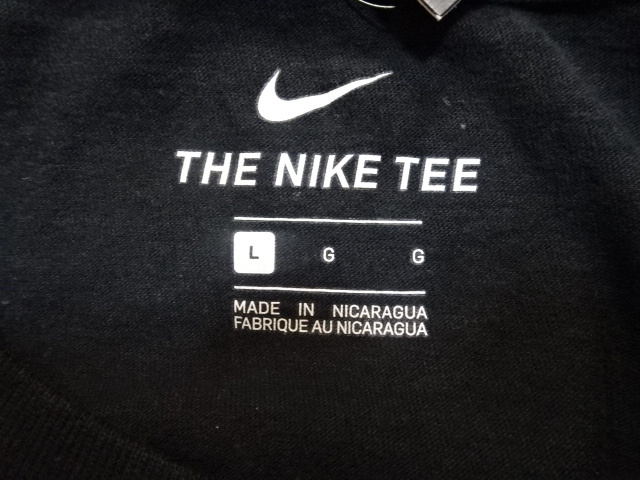 THE NIKE TEE
L G G
MADE IN NICARAGUA
FABRIQUE AU NICARAGUA